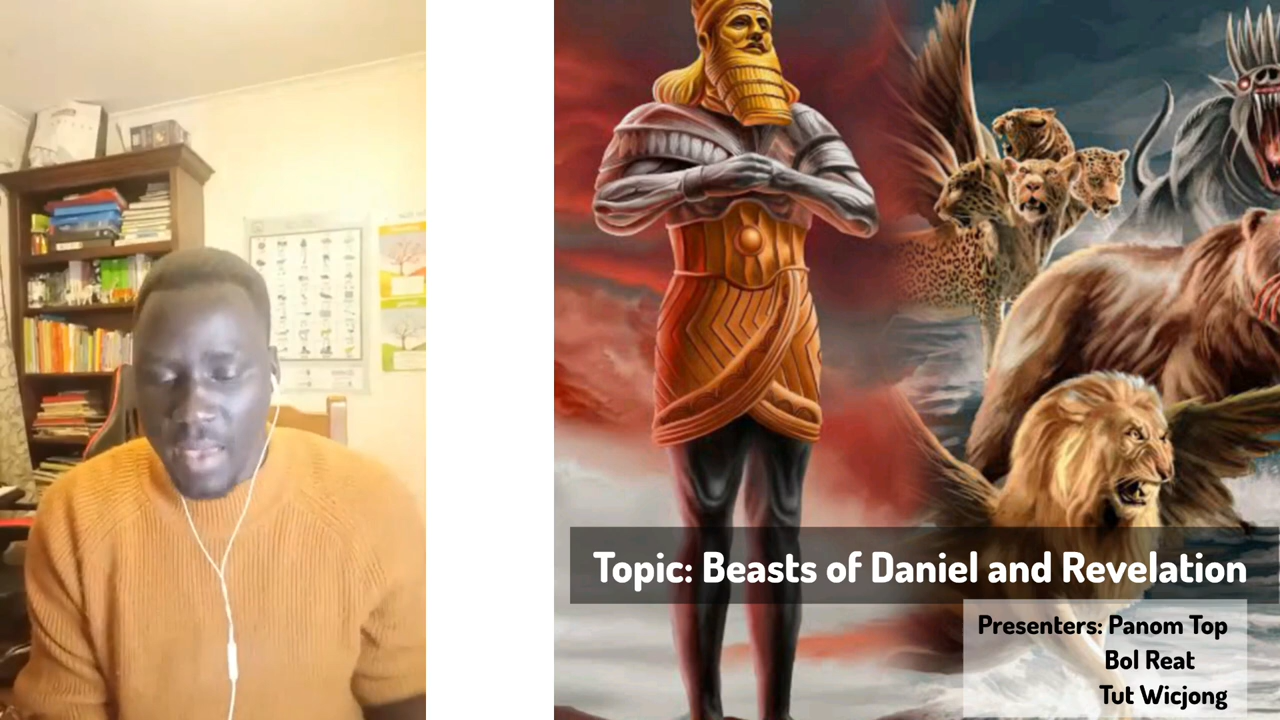 Topic: Beasts of Daniel and Revelation
Presenters: Panom Top
Bol Reat
Tut Wicjong